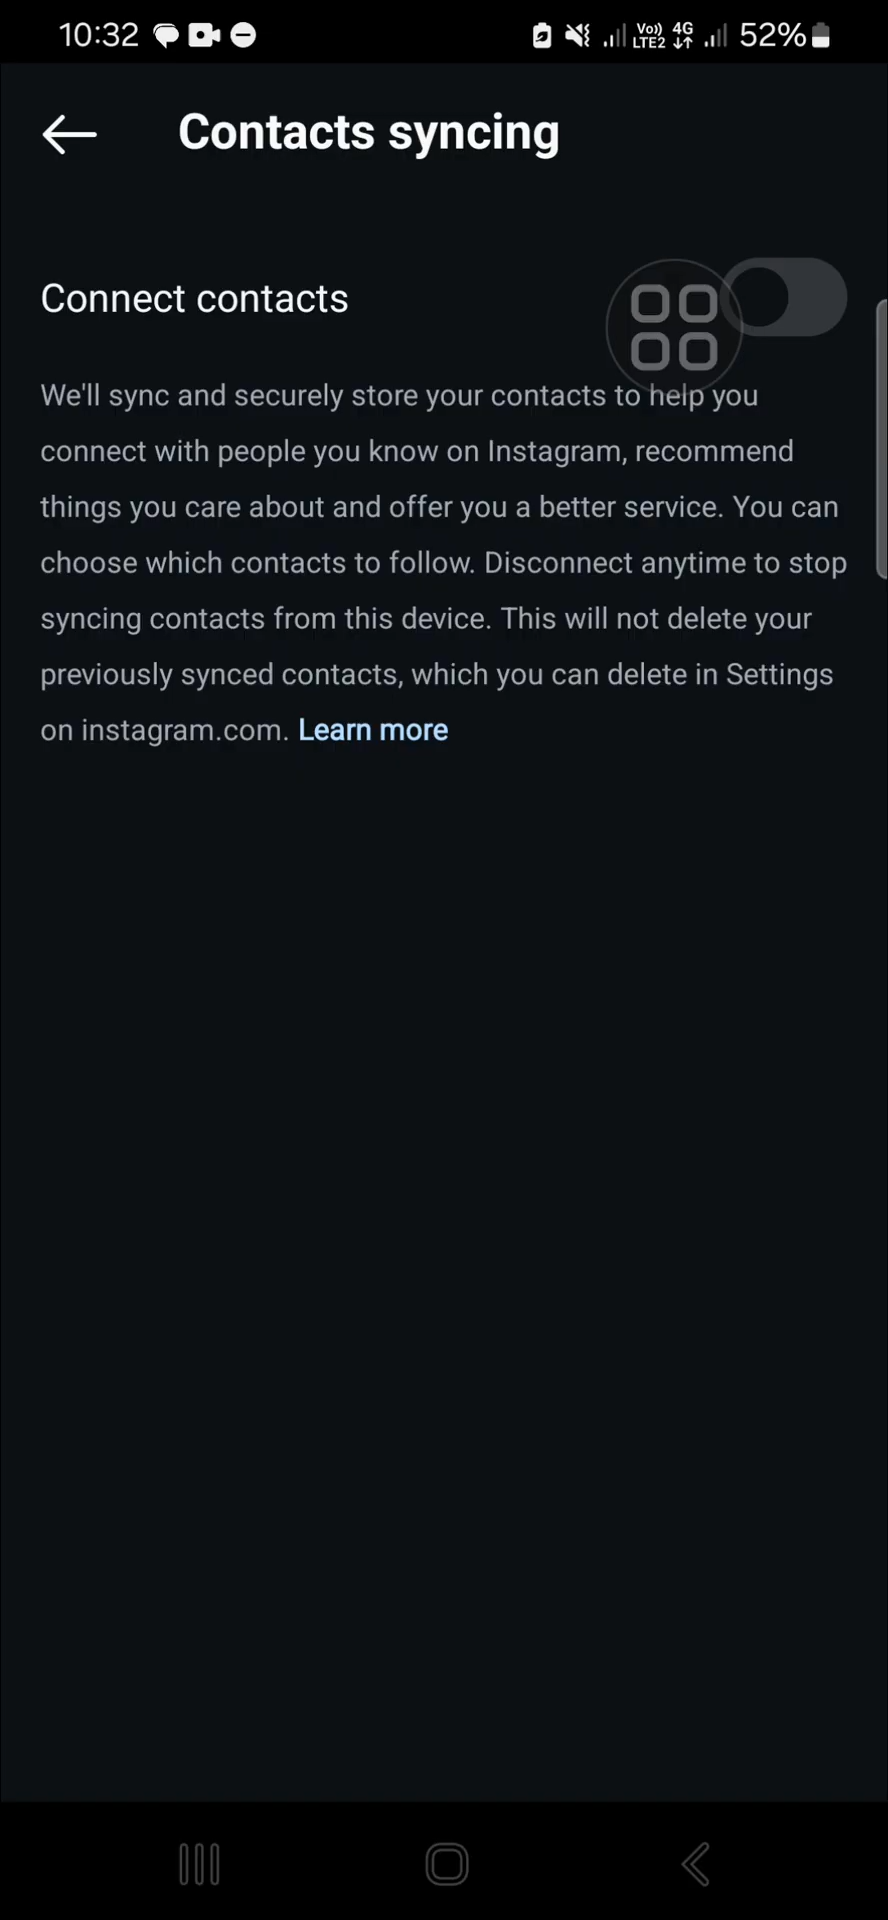 10:32
Vo)) LTE2 4G 52%
Contacts syncing
Connect contacts
We'll sync and securely store your contacts to help you
connect with people you know on Instagram, recommend
things you care about and offer you a better service. You can
choose which contacts to follow. Disconnect anytime to stop
syncing contacts from this device. This will not delete your
previously synced contacts, which you can delete in Settings
on instagram.com. Learn more